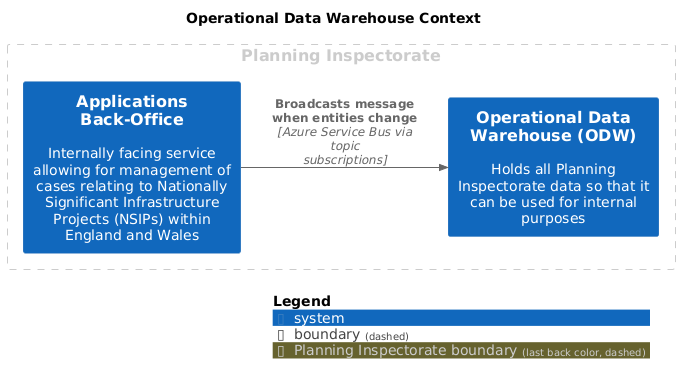 Operational Data Warehouse Context
Planning Inspectorate
Applications
Back-Office
Internally facing service
allowing for management of
cases relating to Nationally
Significant Infrastructure
Projects (NSIPs) within
England and Wales
Broadcasts message
when entities change
[Azure Service Bus via
topic
subscriptions]
Operational Data
Warehouse (ODW)
Holds all Planning
Inspectorate data so that it
can be used for internal
purposes
Legend
system
boundary (dashed)
Planning Inspectorate boundary (last back color, dashed)